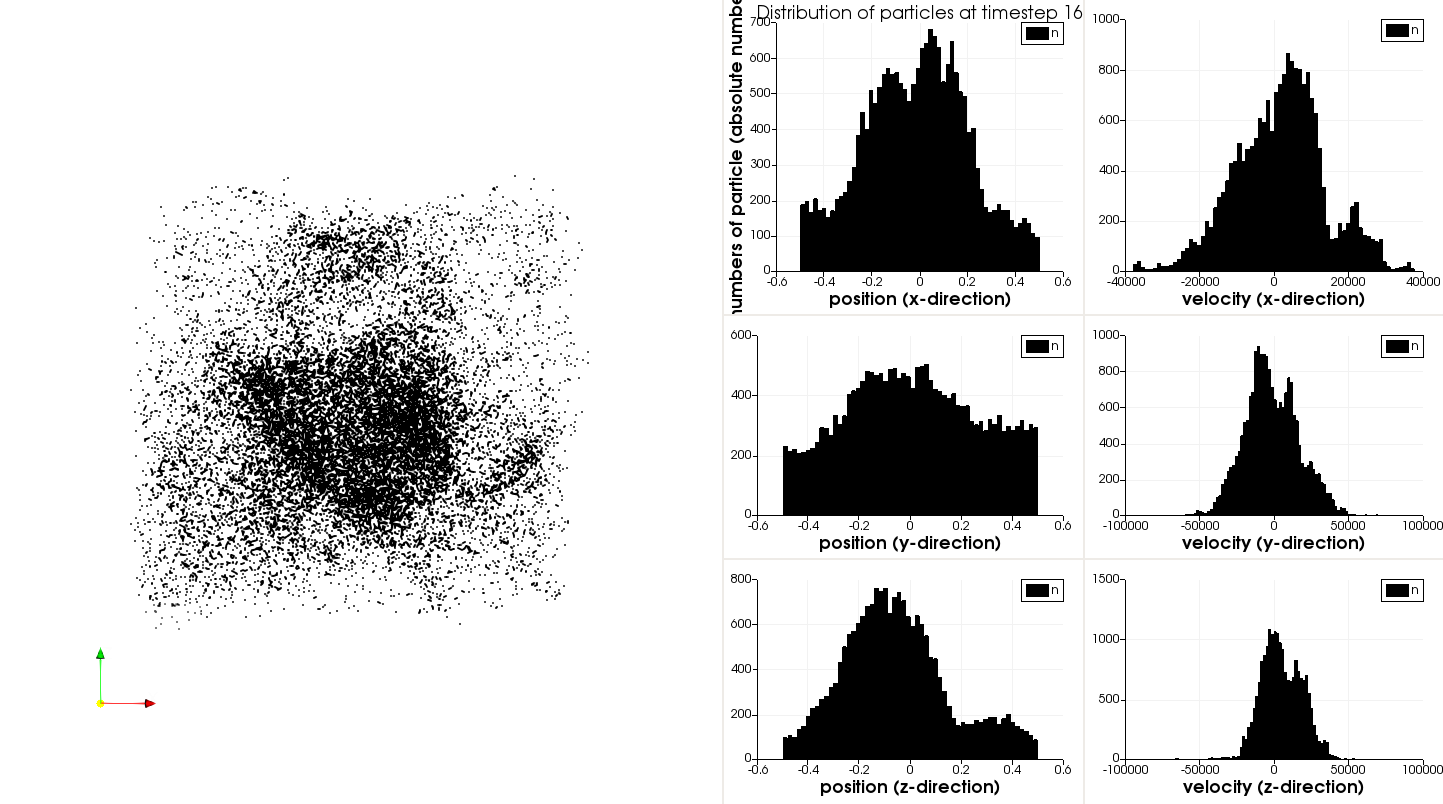 Distribution of particles at timestep 16
numbers of particle (absolute numbe
700
600
500
400
300
200
100
0
-0.6 -0.4 -0.2 0 0.2 0.4 0.6
position (x-direction)
n
1000
800
600
400
200
0
-40000 -20000 0 20000 40000
velocity (x-direction)
n
600
400
200
0
-0.6 -0.4 -0.2 0 0.2 0.4 0.6
position (y-direction)
n
1000
800
600
400
200
0
-100000 -50000 0 50000 100000
velocity (y-direction)
n
800
600
400
200
0
-0.6 -0.4 -0.2 0 0.2 0.4 0.6
position (z-direction)
n
1500
1000
500
0
-100000 -50000 0 50000 100000
velocity (z-direction)
n